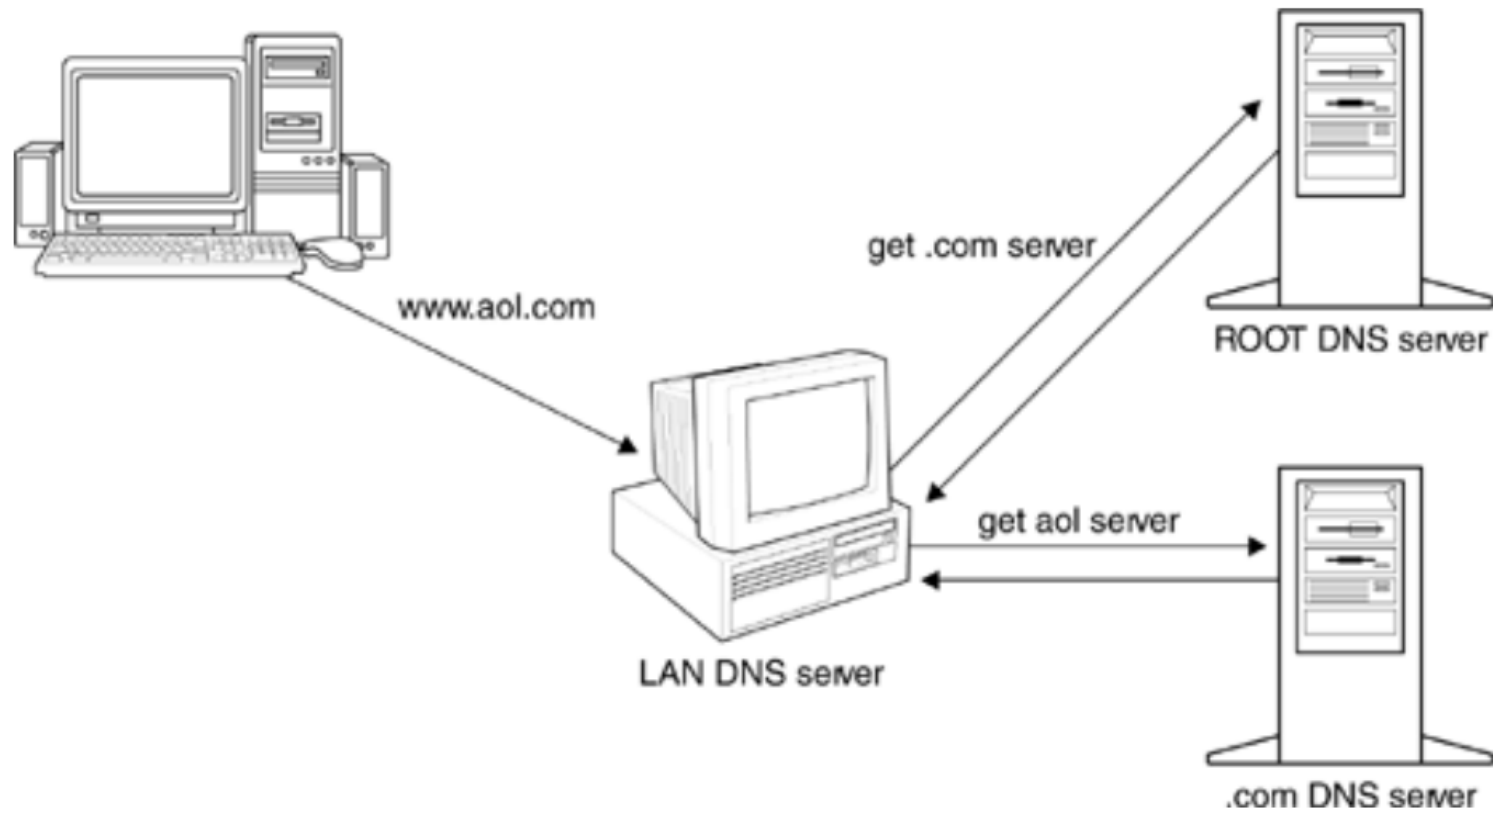 www.aol.com
get .com server
ROOT DNS server
get aol server
LAN DNS server
.com DNS server